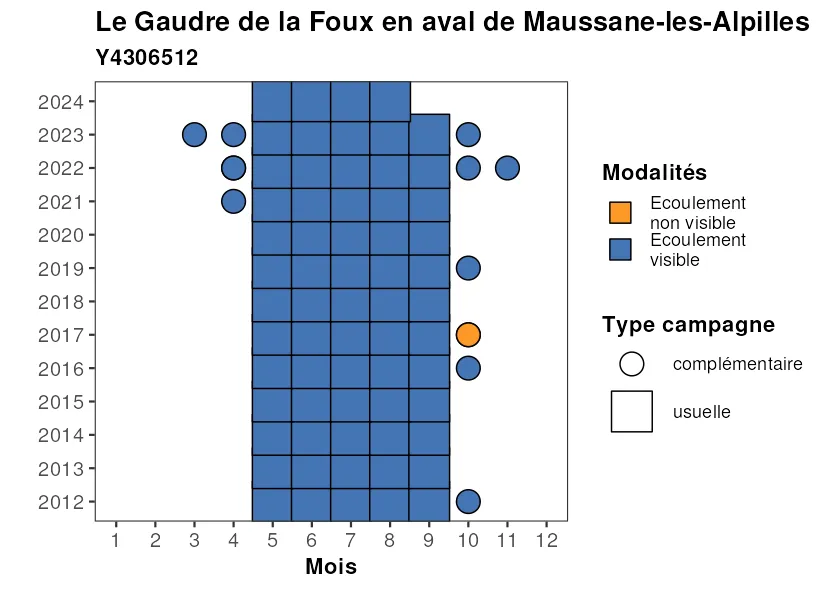 Le Gaudre de la Foux en aval de Maussane-les-Alpilles
Y4306512
2024
2023
2022
2021
2020
2019
2018
2017
2016
2015
2014
2013
2012
1 2 3 4 5 6 7 8 9 10 11 12
Mois
Modalités
Ecoulement
non visible
Ecoulement
visible
Type campagne
complémentaire
usuelle